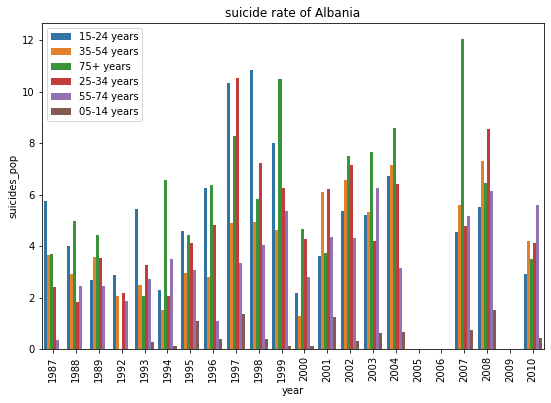 suicide rate of Albania
15-24 years
35-54 years
75+ years
25-34 years
55-74 years
05-14 years
suicides_pop
12
10
8
6
4
2
0
1987 1988 1989 1992 1993 1994 1995 1996 1997 1998 1999 2000 2001 2002 2003 2004 2005 2006 2007 2008 2009 2010
year